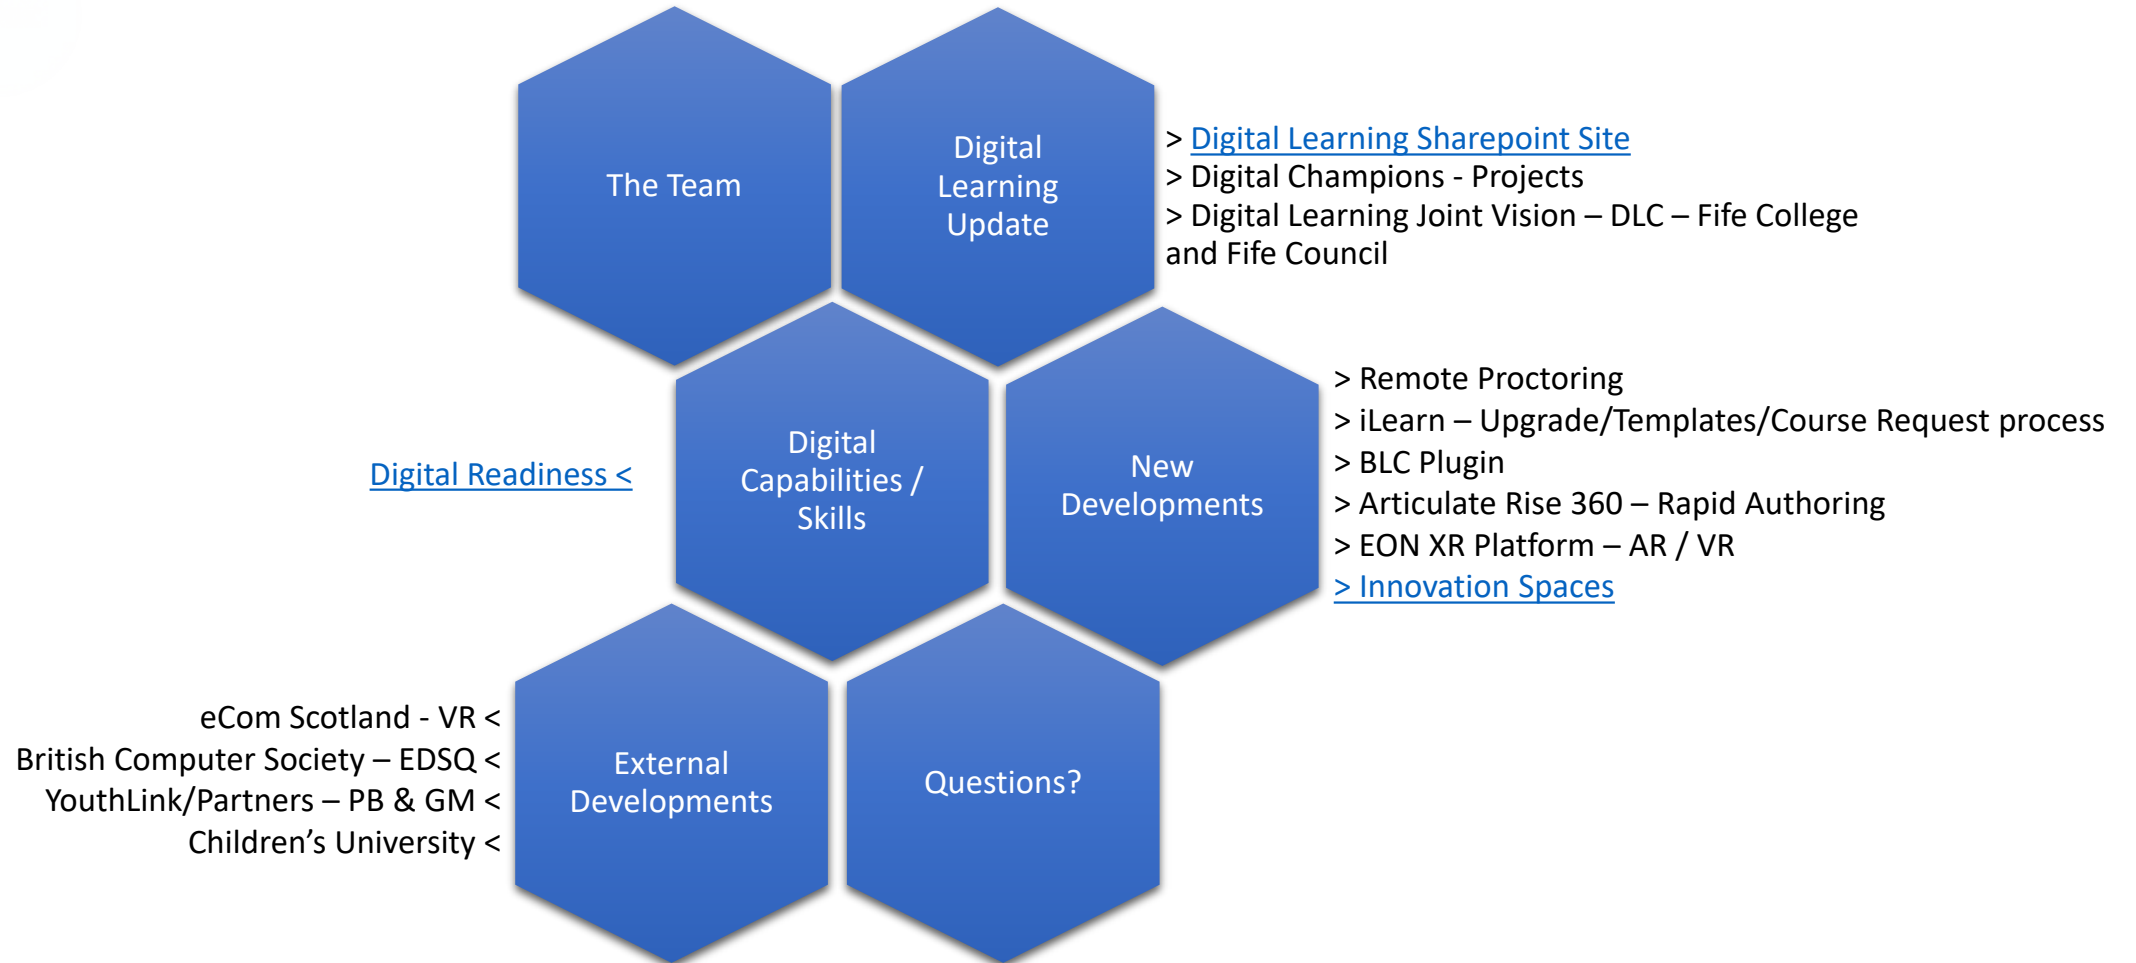 The Team
Digital
Learning
Update
> Digital Learning Sharepoint Site
> Digital Champions - Projects
> Digital Learning Joint Vision – DLC – Fife College
and Fife Council
Digital Readiness <
Digital
Capabilities /
Skills
New
Developments
> Remote Proctoring
> iLearn – Upgrade/Templates/Course Request process
> BLC Plugin
> Articulate Rise 360 – Rapid Authoring
> EON XR Platform – AR / VR
> Innovation Spaces
eCom Scotland - VR <
British Computer Society – EDSQ <
YouthLink/Partners – PB & GM <
Children’s University <
External
Developments
Questions?